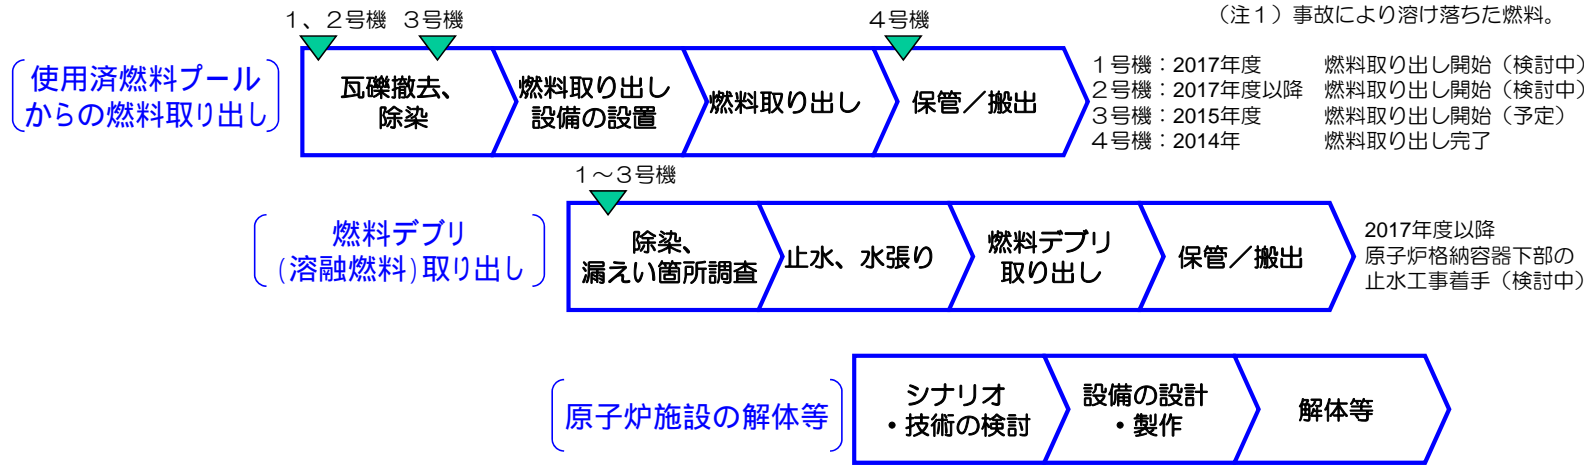 (注1)事故により溶け落ちた燃料。
1、2号機 3号機 4号機
使用済燃料プール
からの燃料取り出し
瓦礫撤去、
除染
燃料取り出し
設備の設置
燃料取り出し
保管/搬出
1号機:2017年度 燃料取り出し開始(検討中)
2号機:2017年度以降 燃料取り出し開始(検討中)
3号機:2015年度 燃料取り出し開始(予定)
4号機:2014年 燃料取り出し完了
1~3号機
燃料デブリ
(溶融燃料)取り出し
除染、
漏えい箇所調査
止水、水張り
燃料デブリ
取り出し
保管/搬出
2017年度以降
原子炉格納容器下部の
止水工事着手(検討中)
原子炉施設の解体等
シナリオ
・技術の検討
設備の設計
・製作
解体等